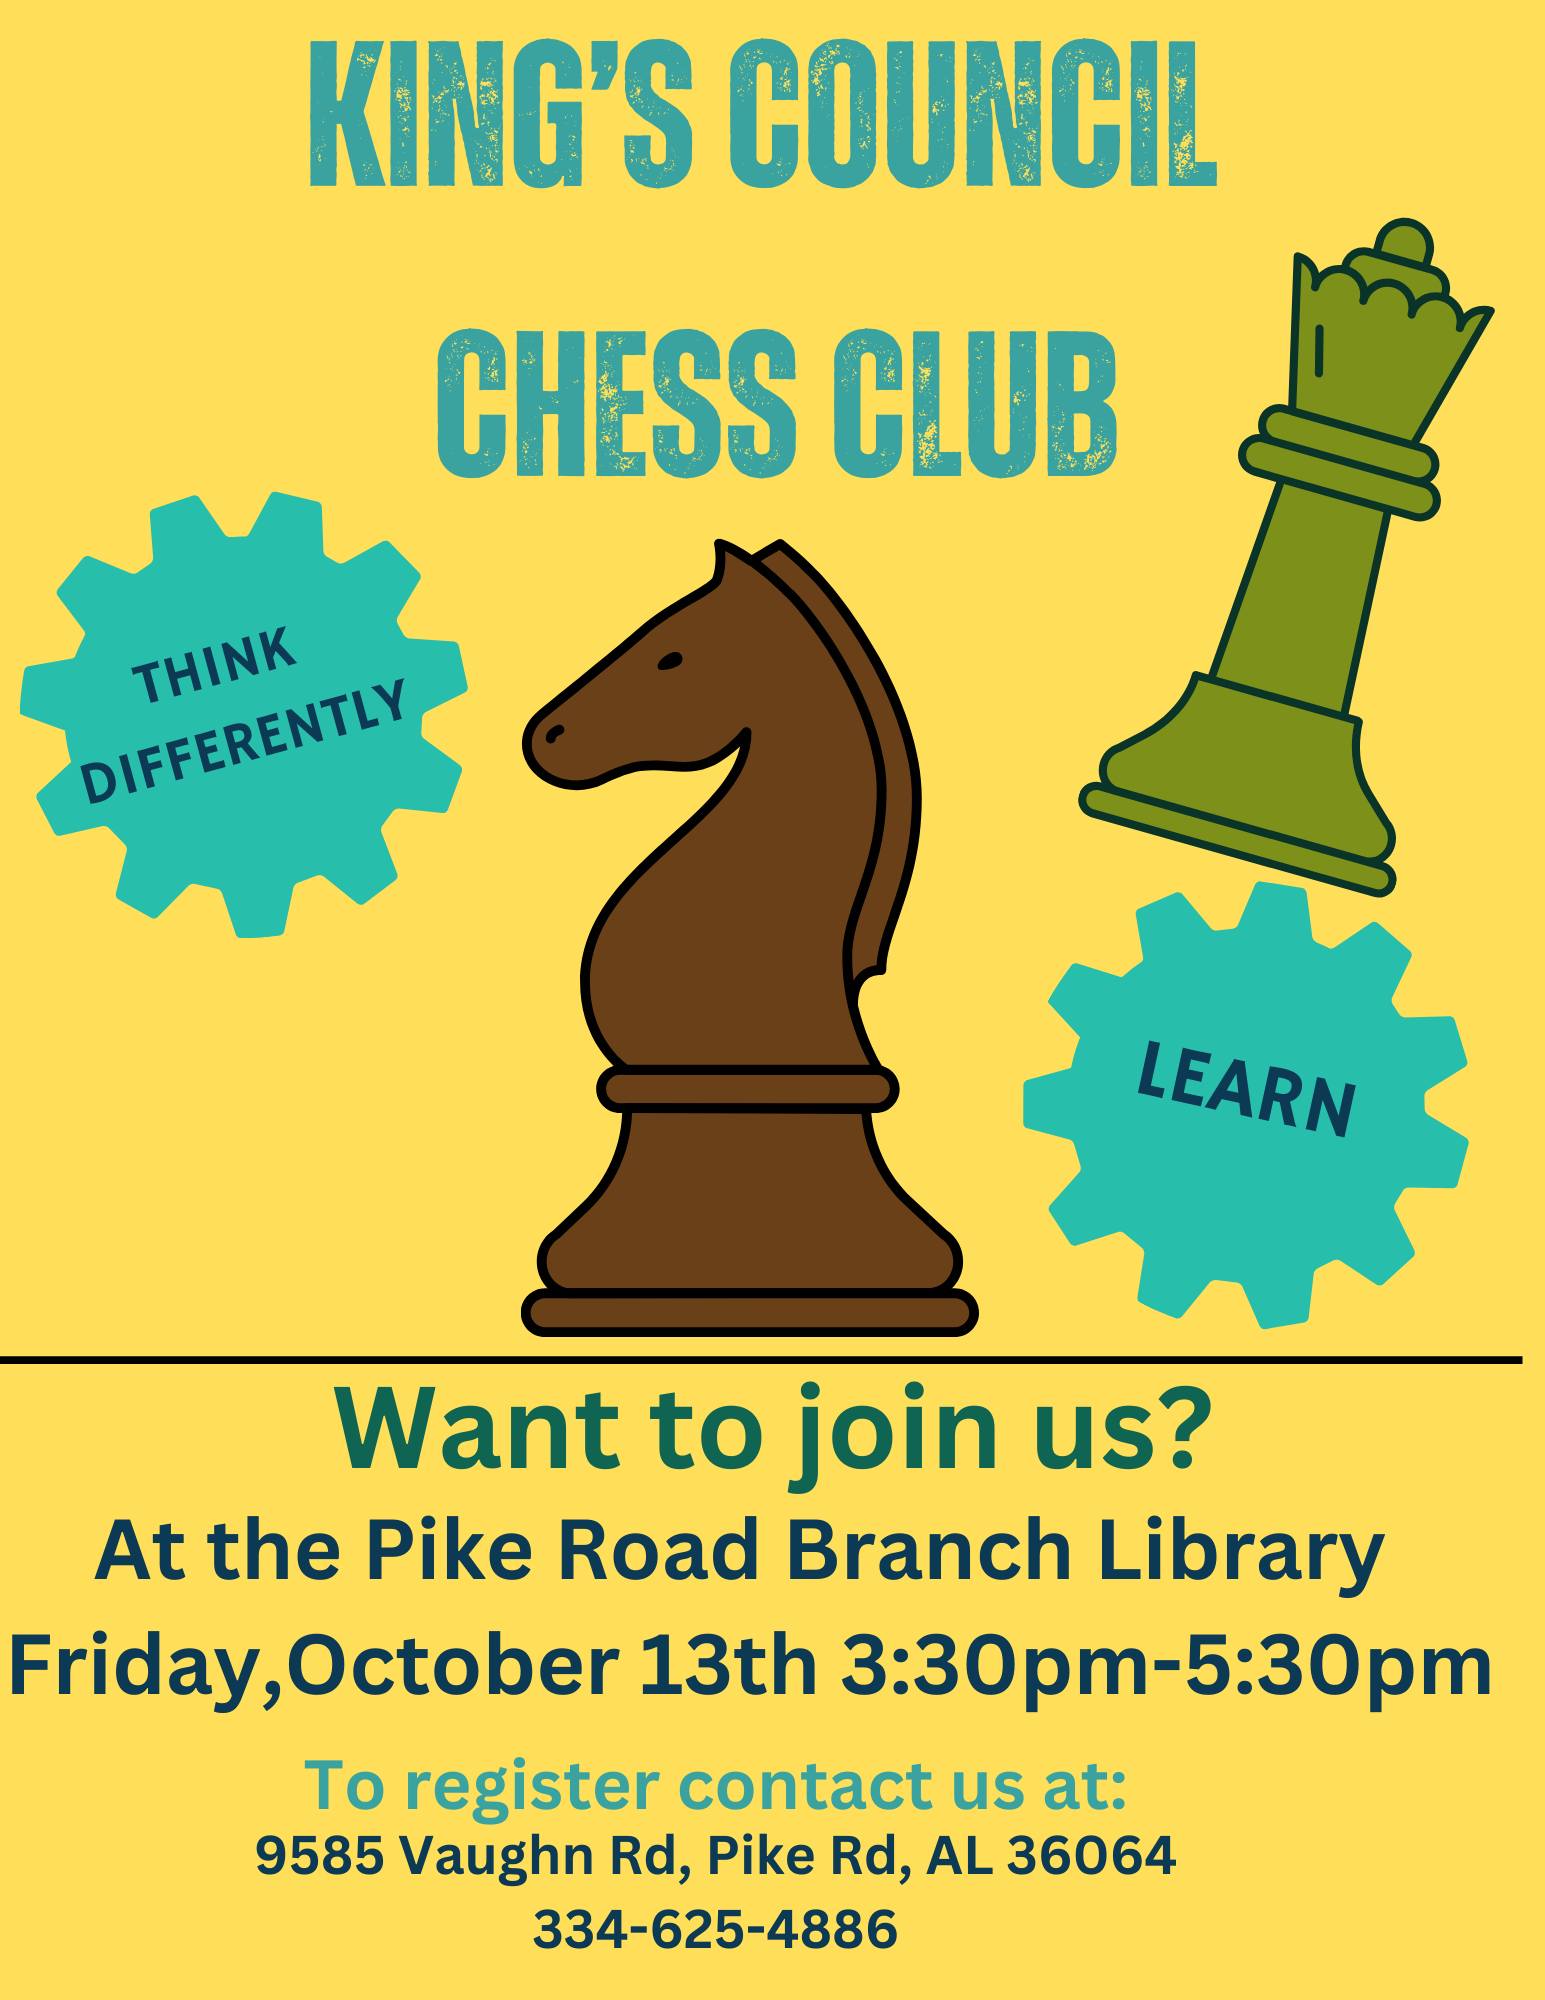 KING'S COUNCIL
CHESS CLUB
THINK
DIFFERENTLY
LEARN
Want to join us?
At the Pike Road Branch Library
Friday,October 13th 3:30pm-5:30pm
To register contact us at:
9585 Vaughn Rd, Pike Rd, AL 36064
334-625-4886